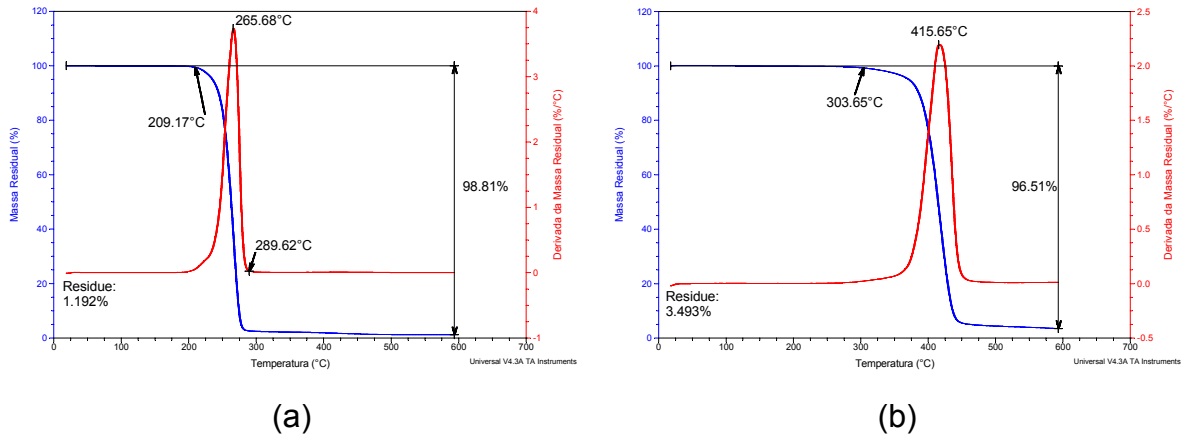 265.68°C
209.17°C
289.62°C
98.81%
Residue:
1.192%
120
100
80
60
40
20
0
Massa Residual (%)
4
3
2
1
0
-1
Derivada da Massa Residual (%/°C)
0
100
200
300
400
500
600
700
Temperatura (°C)
Universal V4.3A TA Instruments
(a)
415.65°C
303.65°C
96.51%
Residue:
3.493%
120
100
80
60
40
20
0
Massa Residual (%)
2.5
2.0
1.5
1.0
0.5
0.0
-0.5
Derivada da Massa Residual (%/°C)
0
100
200
300
400
500
600
700
Temperatura (°C)
Universal V4.3A TA Instruments
(b)